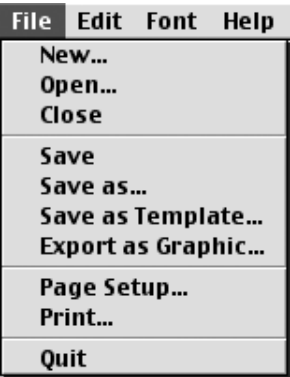 File Edit Font Help
New...
Open...
Close
Save
Save as...
Save as Template...
Export as Graphic...
Page Setup...
Print...
Quit